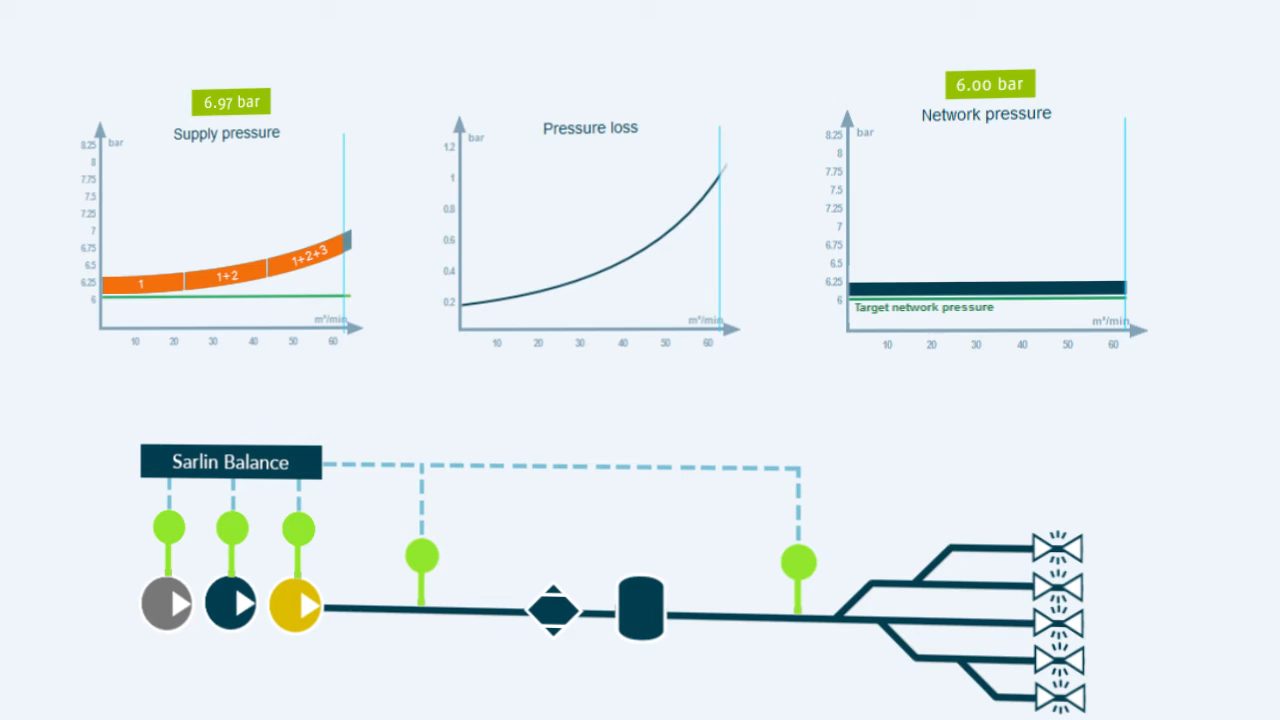 6.97 bar
Supply pressure
bar
8.25
8
7.75
7.5
7.25
7
6.75
6.5
6.25
6
1
1+2
1+2+3
m³/min
10 20 30 40 50 60
Pressure loss
bar
1.2
1
0.8
0.6
0.4
0.2
m³/min
10 20 30 40 50 60
6.00 bar
Network pressure
bar
8.25
8
7.75
7.5
7.25
7
6.75
6.5
6.25
6
Target network pressure
m³/min
10 20 30 40 50 60
Sarlin Balance